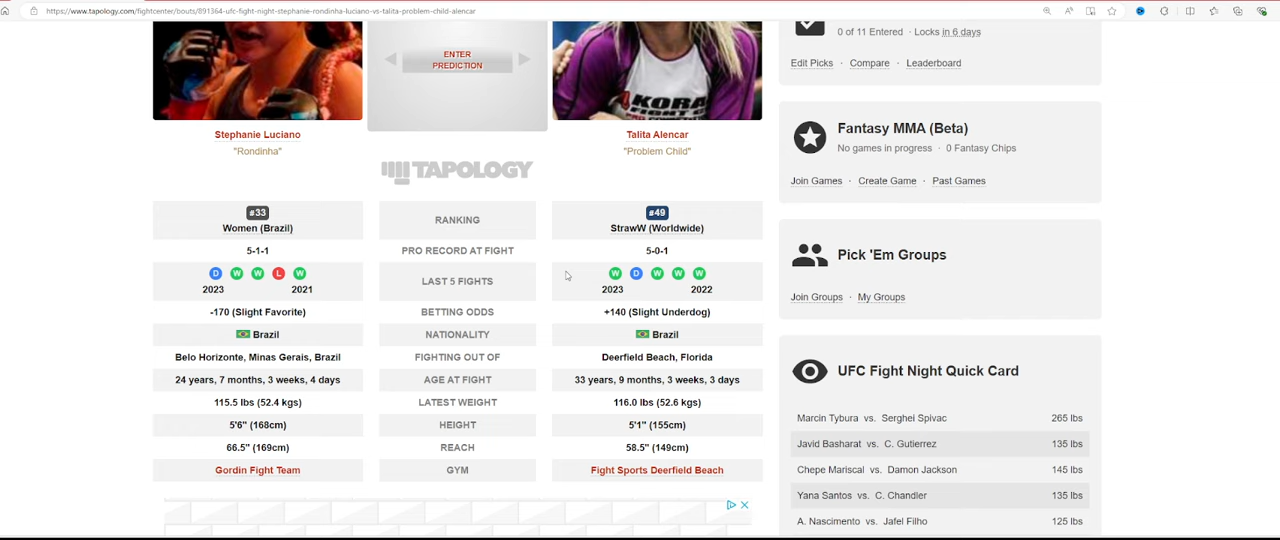 https://www.tapology.com/fightcenter/bouts/891364-ufc-fight-night-stephanie-rondinha-luciano-vs-talita-problem-child-alencar
ENTER
PREDICTION
KORA
FIGHT
Stephanie Luciano
"Rondinha"
Talita Alencar
"Problem Child"
TAPOLOGY
#33
Women (Brazil)
RANKING
#49
StrawW (Worldwide)
5-1-1
PRO RECORD AT FIGHT
5-0-1
D W W L W
2023 2021
LAST 5 FIGHTS
W D W W W
2023 2022
-170 (Slight Favorite)
BETTING ODDS
+140 (Slight Underdog)
Brazil
NATIONALITY
Brazil
Belo Horizonte, Minas Gerais, Brazil
FIGHTING OUT OF
Deerfield Beach, Florida
24 years, 7 months, 3 weeks, 4 days
AGE AT FIGHT
33 years, 9 months, 3 weeks, 3 days
115.5 lbs (52.4 kgs)
LATEST WEIGHT
116.0 lbs (52.6 kgs)
5'6" (168cm)
HEIGHT
5'1" (155cm)
66.5" (169cm)
REACH
58.5" (149cm)
Gordin Fight Team
GYM
Fight Sports Deerfield Beach
0 of 11 Entered · Locks in 6 days
Edit Picks · Compare · Leaderboard
Fantasy MMA (Beta)
No games in progress · 0 Fantasy Chips
Join Games · Create Game · Past Games
Pick 'Em Groups
Join Groups · My Groups
UFC Fight Night Quick Card
Marcin Tybura vs. Serghei Spivac 265 lbs
Javid Basharat vs. C. Gutierrez 135 lbs
Chepe Mariscal vs. Damon Jackson 145 lbs
Yana Santos vs. C. Chandler 135 lbs
A. Nascimento vs. Jafel Filho 125 lbs